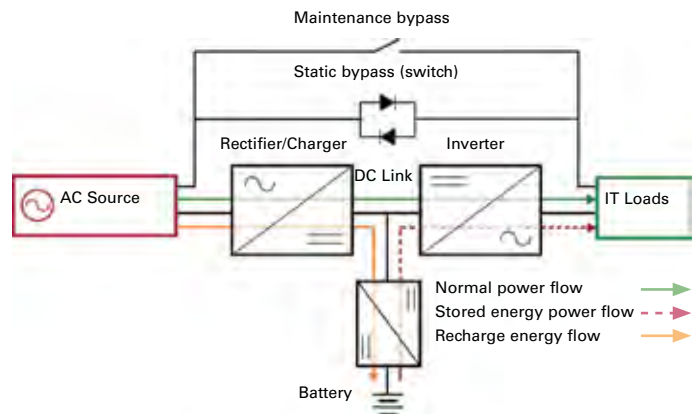 Maintenance bypass
Static bypass (switch)
Rectifier/Charger
Inverter
DC Link
AC Source
IT Loads
Normal power flow
Stored energy power flow
Recharge energy flow
Battery